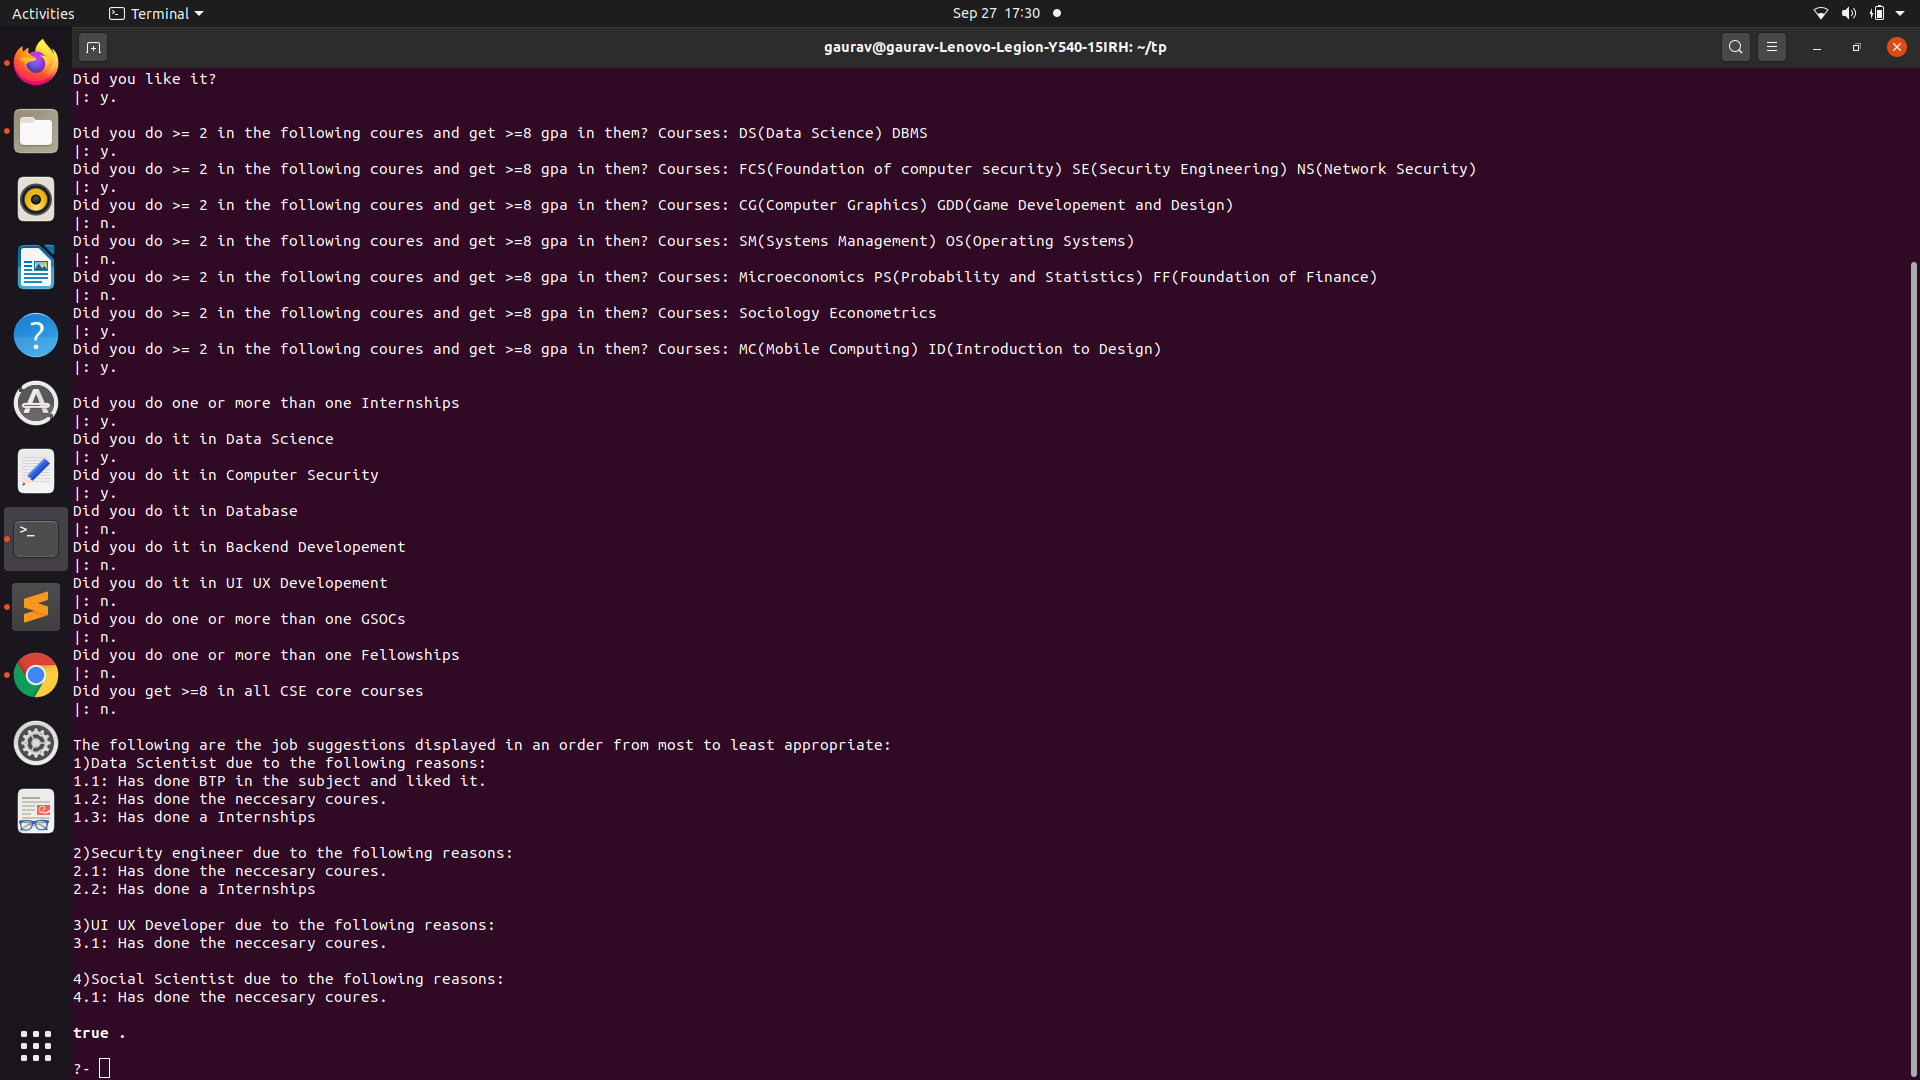 Activities
Terminal
Sep 27 17:30
gaurav@gaurav-Lenovo-Legion-Y540-15IRH: ~/tp
Did you like it?
|: y.
Did you do >= 2 in the following coures and get >=8 gpa in them? Courses: DS(Data Science) DBMS
|: y.
Did you do >= 2 in the following coures and get >=8 gpa in them? Courses: FCS(Foundation of computer security) SE(Security Engineering) NS(Network Security)
|: y.
Did you do >= 2 in the following coures and get >=8 gpa in them? Courses: CG(Computer Graphics) GDD(Game Developement and Design)
|: n.
Did you do >= 2 in the following coures and get >=8 gpa in them? Courses: SM(Systems Management) OS(Operating Systems)
|: n.
Did you do >= 2 in the following coures and get >=8 gpa in them? Courses: Microeconomics PS(Probability and Statistics) FF(Foundation of Finance)
|: n.
Did you do >= 2 in the following coures and get >=8 gpa in them? Courses: Sociology Econometrics
|: y.
Did you do >= 2 in the following coures and get >=8 gpa in them? Courses: MC(Mobile Computing) ID(Introduction to Design)
|: y.
Did you do one or more than one Internships
|: y.
Did you do it in Data Science
|: y.
Did you do it in Computer Security
|: y.
Did you do it in Database
|: n.
Did you do it in Backend Developement
|: n.
Did you do it in UI UX Developement
|: n.
Did you do one or more than one GSOCs
|: n.
Did you do one or more than one Fellowships
|: n.
Did you get >=8 in all CSE core courses
|: n.
The following are the job suggestions displayed in an order from most to least appropriate:
1)Data Scientist due to the following reasons:
1.1: Has done BTP in the subject and liked it.
1.2: Has done the neccesary coures.
1.3: Has done a Internships
2)Security engineer due to the following reasons:
2.1: Has done the neccesary coures.
2.2: Has done a Internships
3)UI UX Developer due to the following reasons:
3.1: Has done the neccesary coures.
4)Social Scientist due to the following reasons:
4.1: Has done the neccesary coures.
true .
?-